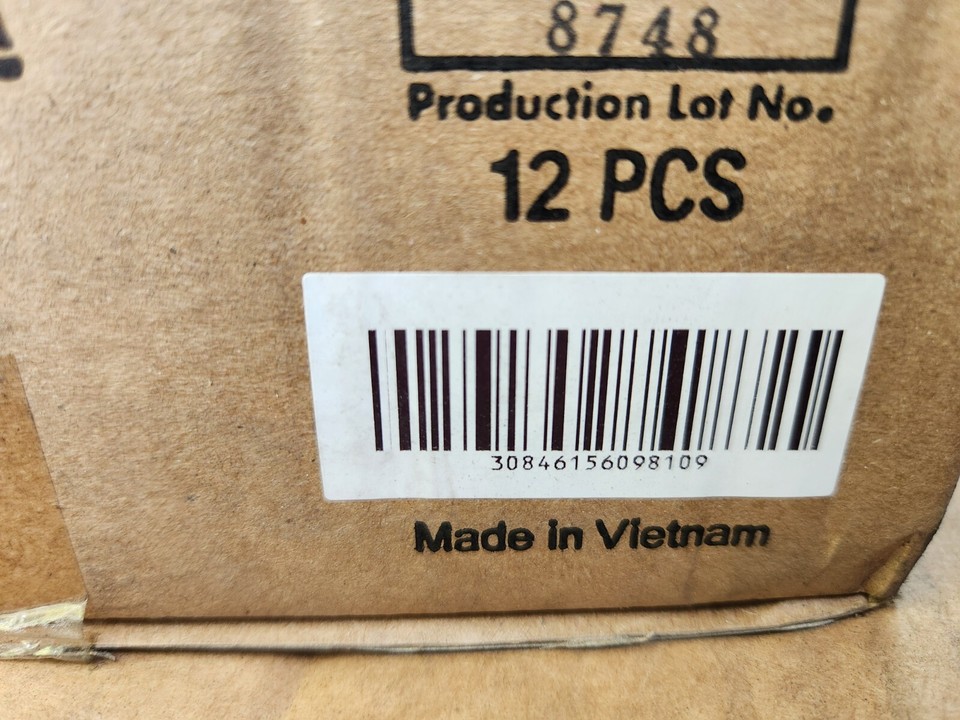 8748
Production Lot No.
12 PCS
30846156098109
Made in Vietnam